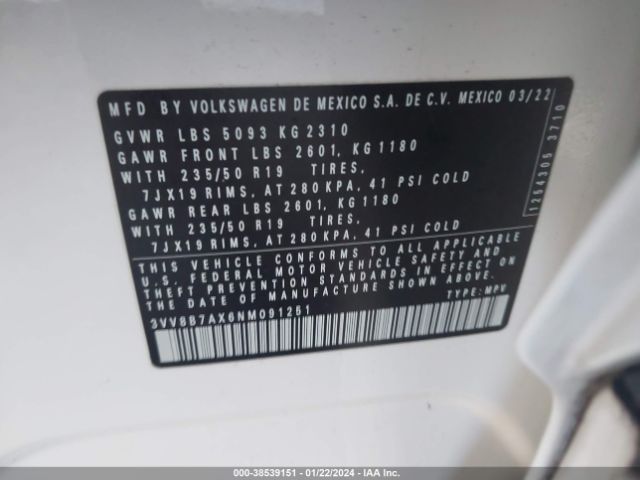 MFD BY VOLKSWAGEN DE MEXICO S.A. DE C.V. MEXICO 03/22
GVWR LBS 5093 KG 2310
GAWR FRONT LBS 2601, KG 1180
WITH 235/50 R19 TIRES,
7JX19 RIMS, AT 280 KPA, 41 PSI COLD
GAWR REAR LBS 2601, KG 1180
WITH 235/50 R19 TIRES,
7JX19 RIMS, AT 280 KPA, 41 PSI COLD
THIS VEHICLE CONFORMS TO ALL APPLICABLE
U.S. FEDERAL MOTOR VEHICLE SAFETY AND
THEFT PREVENTION STANDARDS IN EFFECT ON
THE DATE OF MANUFACTURE SHOWN ABOVE.
3VV8B7AX6NM091251 TYPE: MPV
1254305 3710
000-38539151 - 01/22/2024 - IAA Inc.